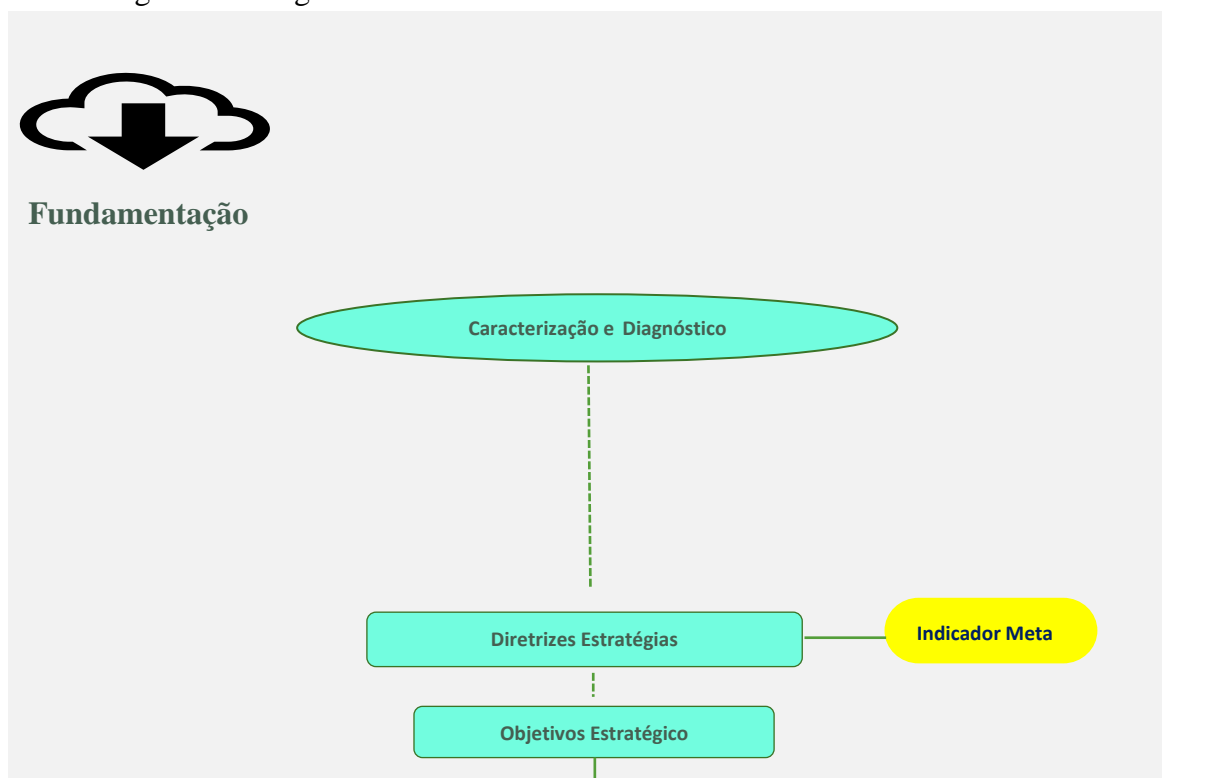 Fundamentação
Caracterização e Diagnóstico
Diretrizes Estratégias
Indicador Meta
Objetivos Estratégico